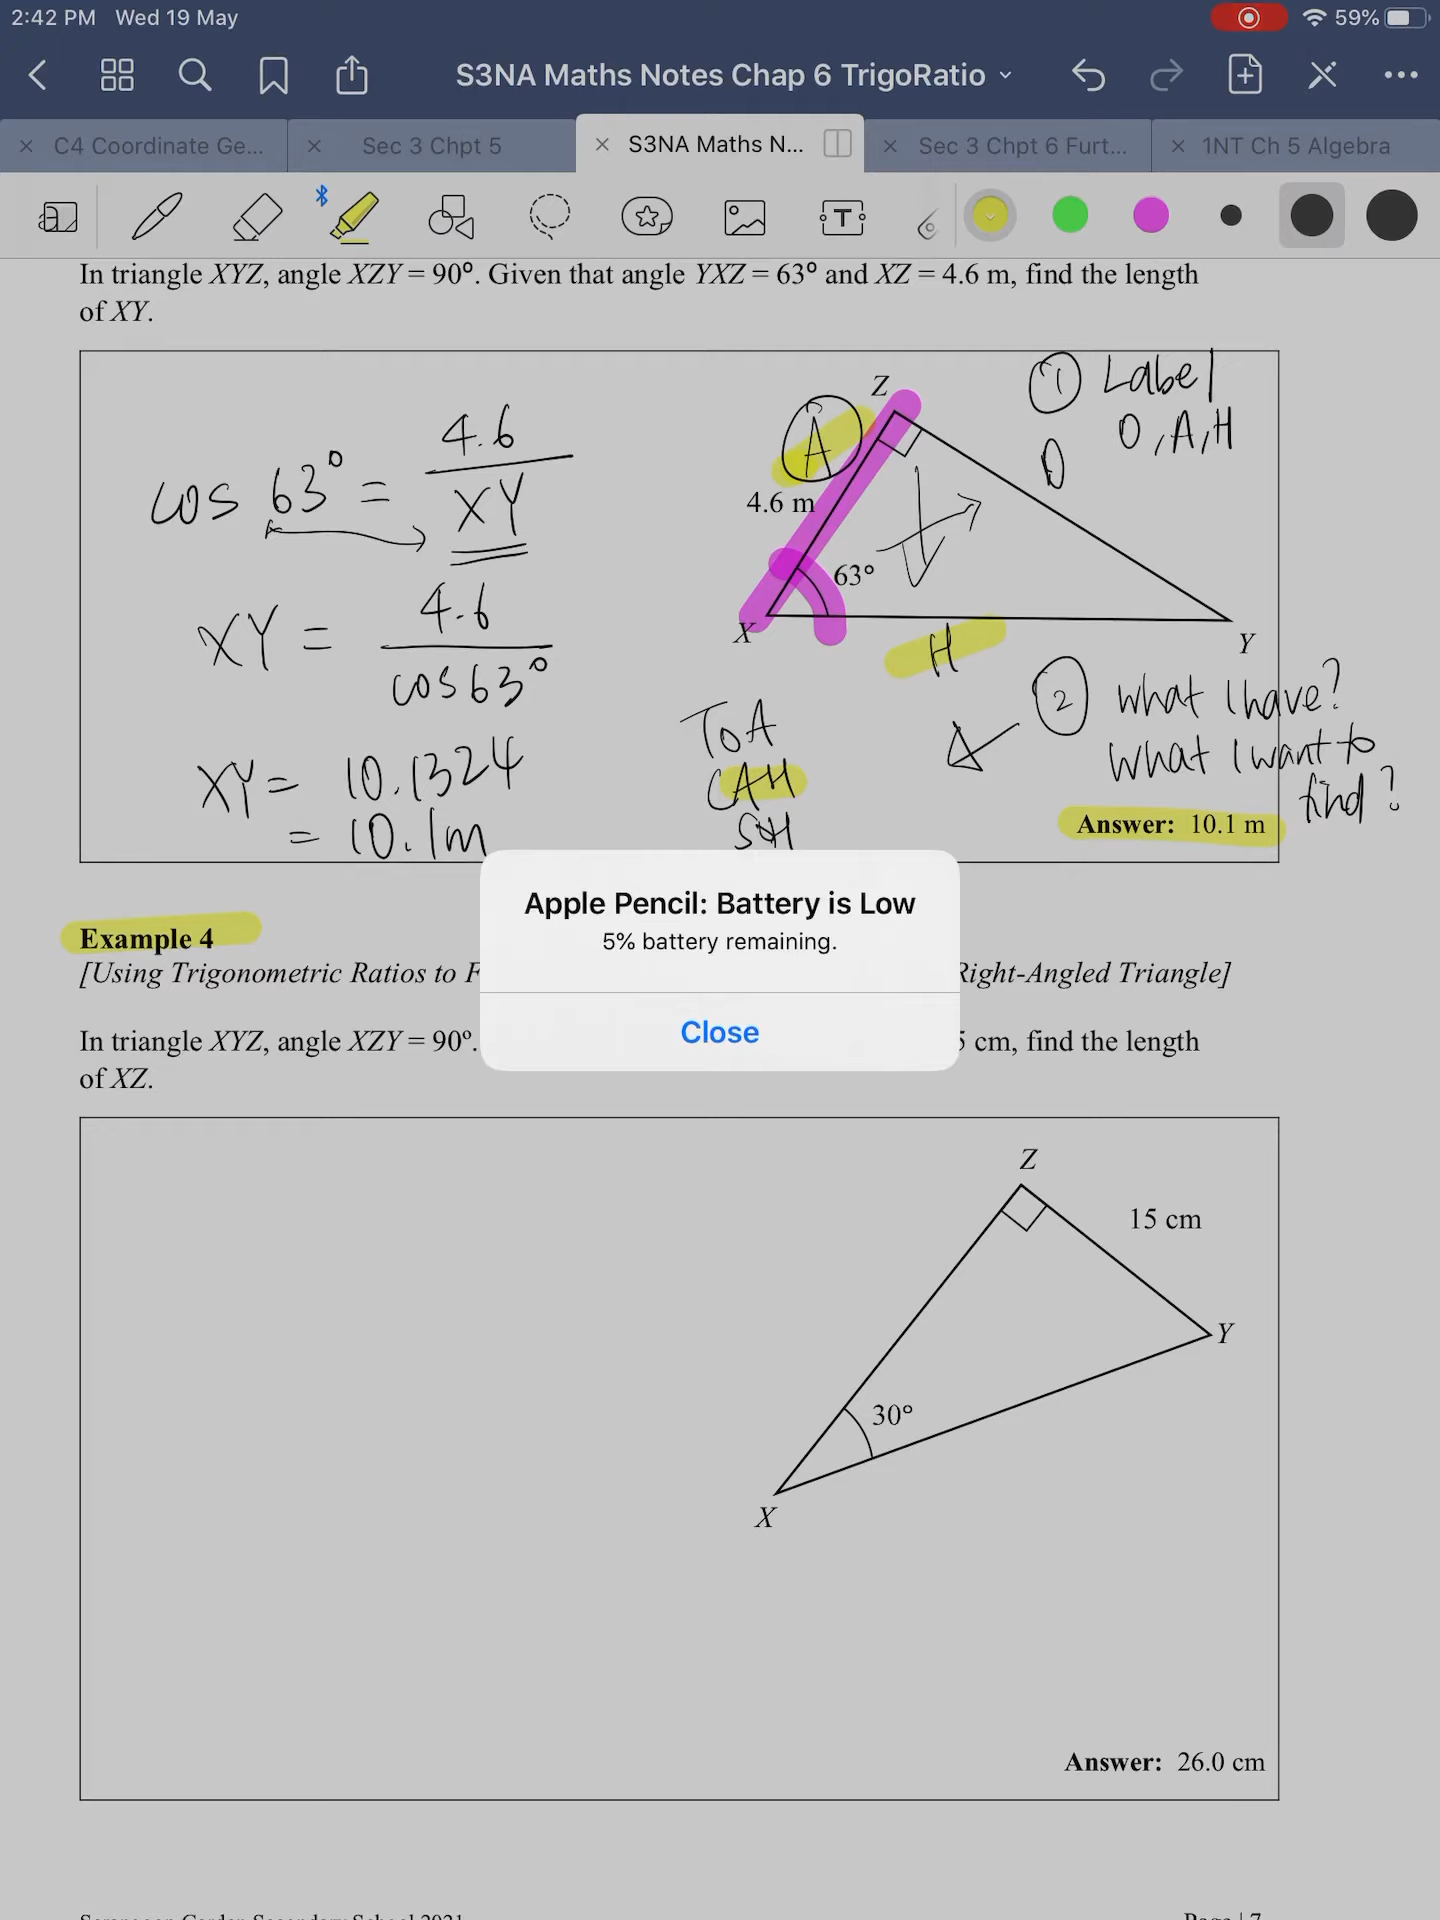 2:42 PM Wed 19 May 59%
S3NA Maths Notes Chap 6 TrigoRatio
C4 Coordinate Ge...
Sec 3 Chpt 5
S3NA Maths N...
Sec 3 Chpt 6 Furt...
1NT Ch 5 Algebra
In triangle XYZ, angle XZY = 90°. Given that angle YXZ = 63° and XZ = 4.6 m, find the length
of XY.
cos 63° = 4.6 / XY
XY = 4.6 / cos63°
XY = 10.1324
= 10.1m
Z
A
4.6 m
63°
X
H
Y
O
① Label
O, A, H
② What I have?
What I want to
find?
TOA
CAH
SOH
Answer: 10.1 m
Apple Pencil: Battery is Low
5% battery remaining.
Close
Example 4
[Using Trigonometric Ratios to F
Right-Angled Triangle]
In triangle XYZ, angle XZY = 90°.
5 cm, find the length
of XZ.
Z
15 cm
Y
30°
X
Answer: 26.0 cm